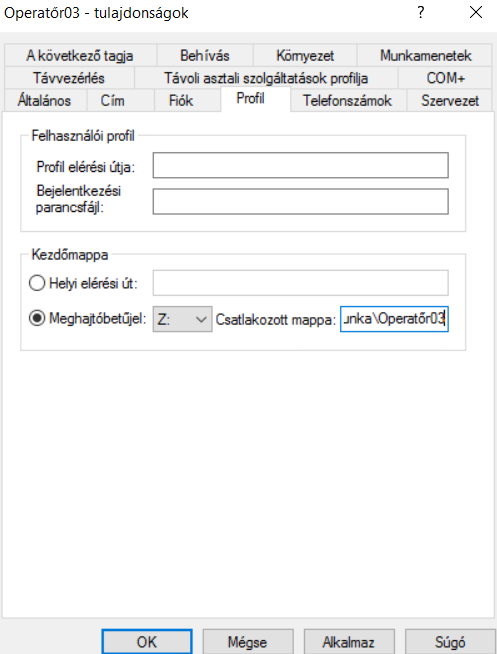 Operatőr03 - tulajdonságok ? ×
A következő tagja Behívás Környezet Munkamenetek
Távvezérlés Távoli asztali szolgáltatások profilja COM+
Általános Cím Fiók Profil Telefonszámok Szervezet
Felhasználói profil
Profil elérési útja:
Bejelentkezési
parancsfájl:
Kezdőmappa
Helyi elérési út:
Meghajtóbetűjel: Z: Csatlakozott mappa: unka\Operatőr03
OK Mégse Alkalmaz Súgó